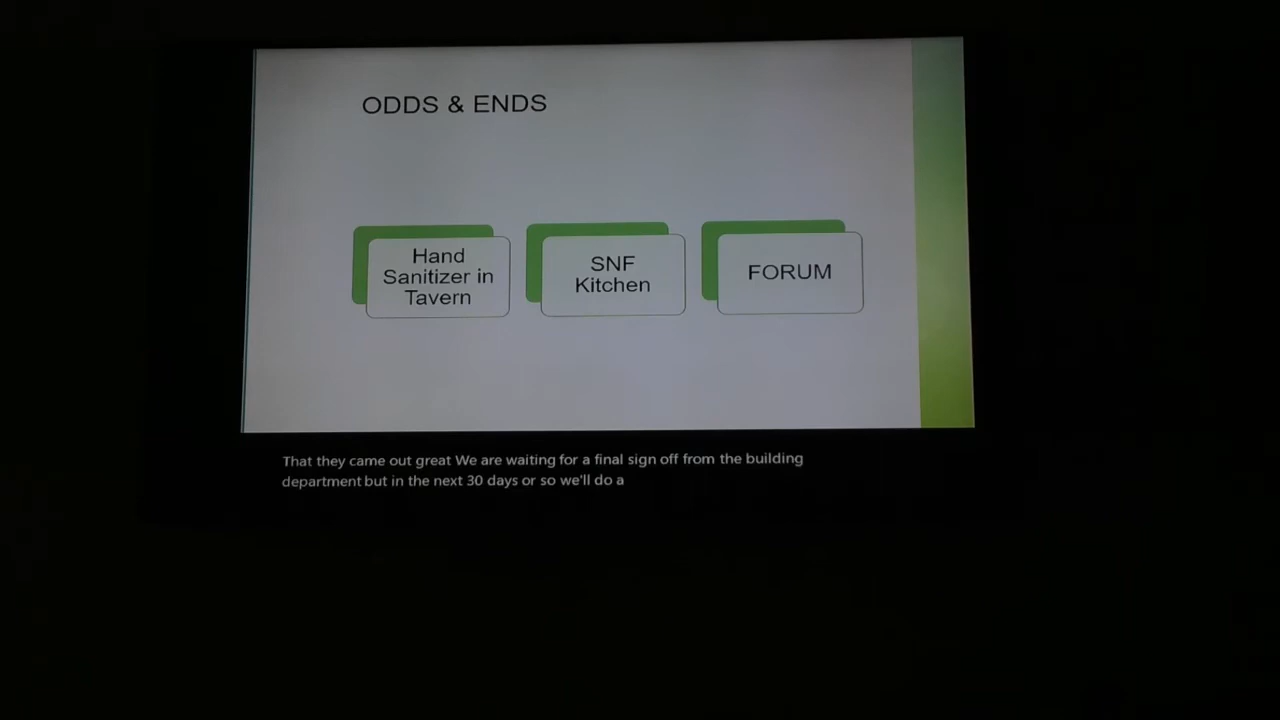 ODDS & ENDS
Hand
Sanitizer in
Tavern
SNF
Kitchen
FORUM
That they came out great We are waiting for a final sign off from the building
department but in the next 30 days or so we'll do a